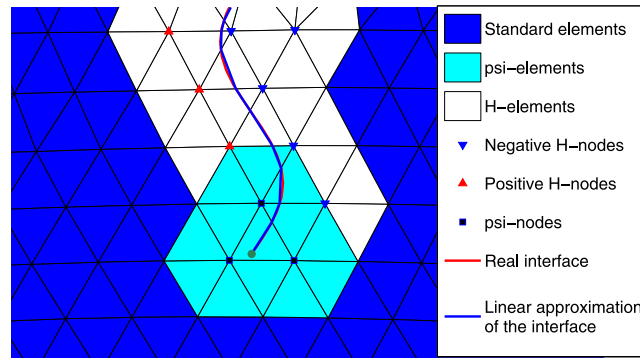 Standard elements
psi−elements
H−elements
Negative H−nodes
Positive H−nodes
psi−nodes
Real interface
Linear approximation
of the interface